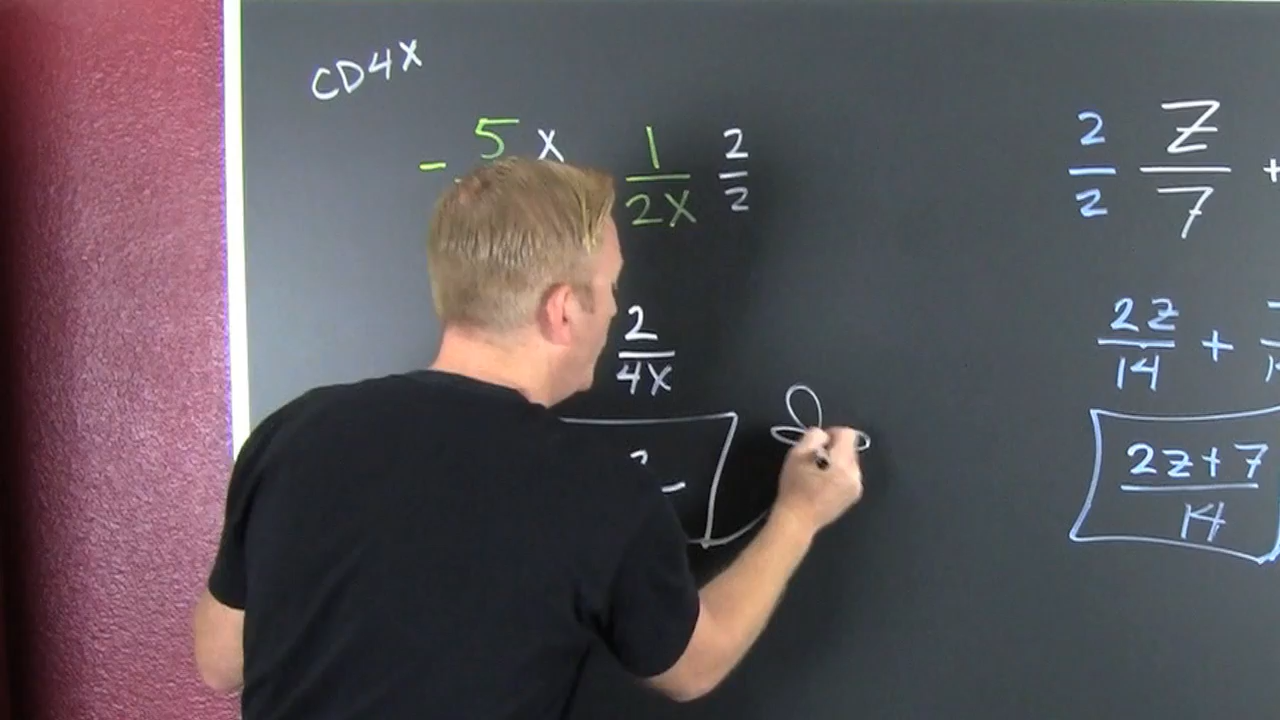 CD4X
- 5 X 1/2X 2/2
2/4X
2/2 Z/7 +
2Z/14 +
2Z+7/14